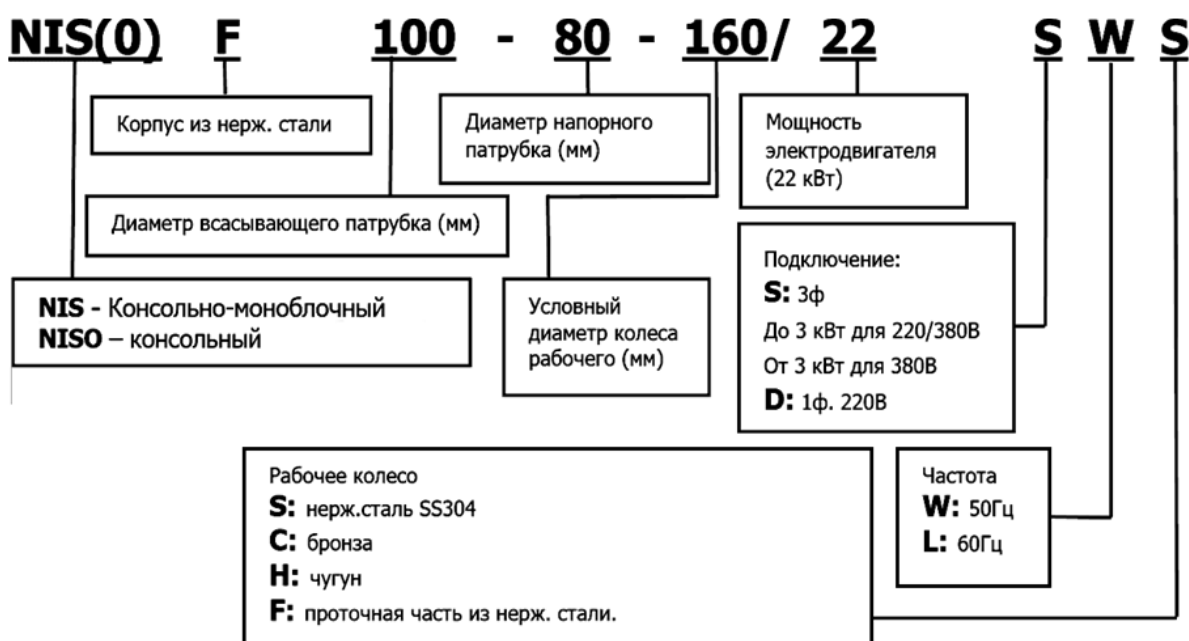 NIS(0) F 100 - 80 - 160/ 22 S W S
Корпус из нерж. стали
Диаметр напорного
патрубка (мм)
Мощность
электродвигателя
(22 кВт)
Диаметр всасывающего патрубка (мм)
NIS - Консольно-моноблочный
NISO – консольный
Условный
диаметр колеса
рабочего (мм)
Подключение:
S: 3ф
До 3 кВт для 220/380В
От 3 кВт для 380В
D: 1ф. 220В
Рабочее колесо
S: нерж.сталь SS304
C: бронза
H: чугун
F: проточная часть из нерж. стали.
Частота
W: 50Гц
L: 60Гц